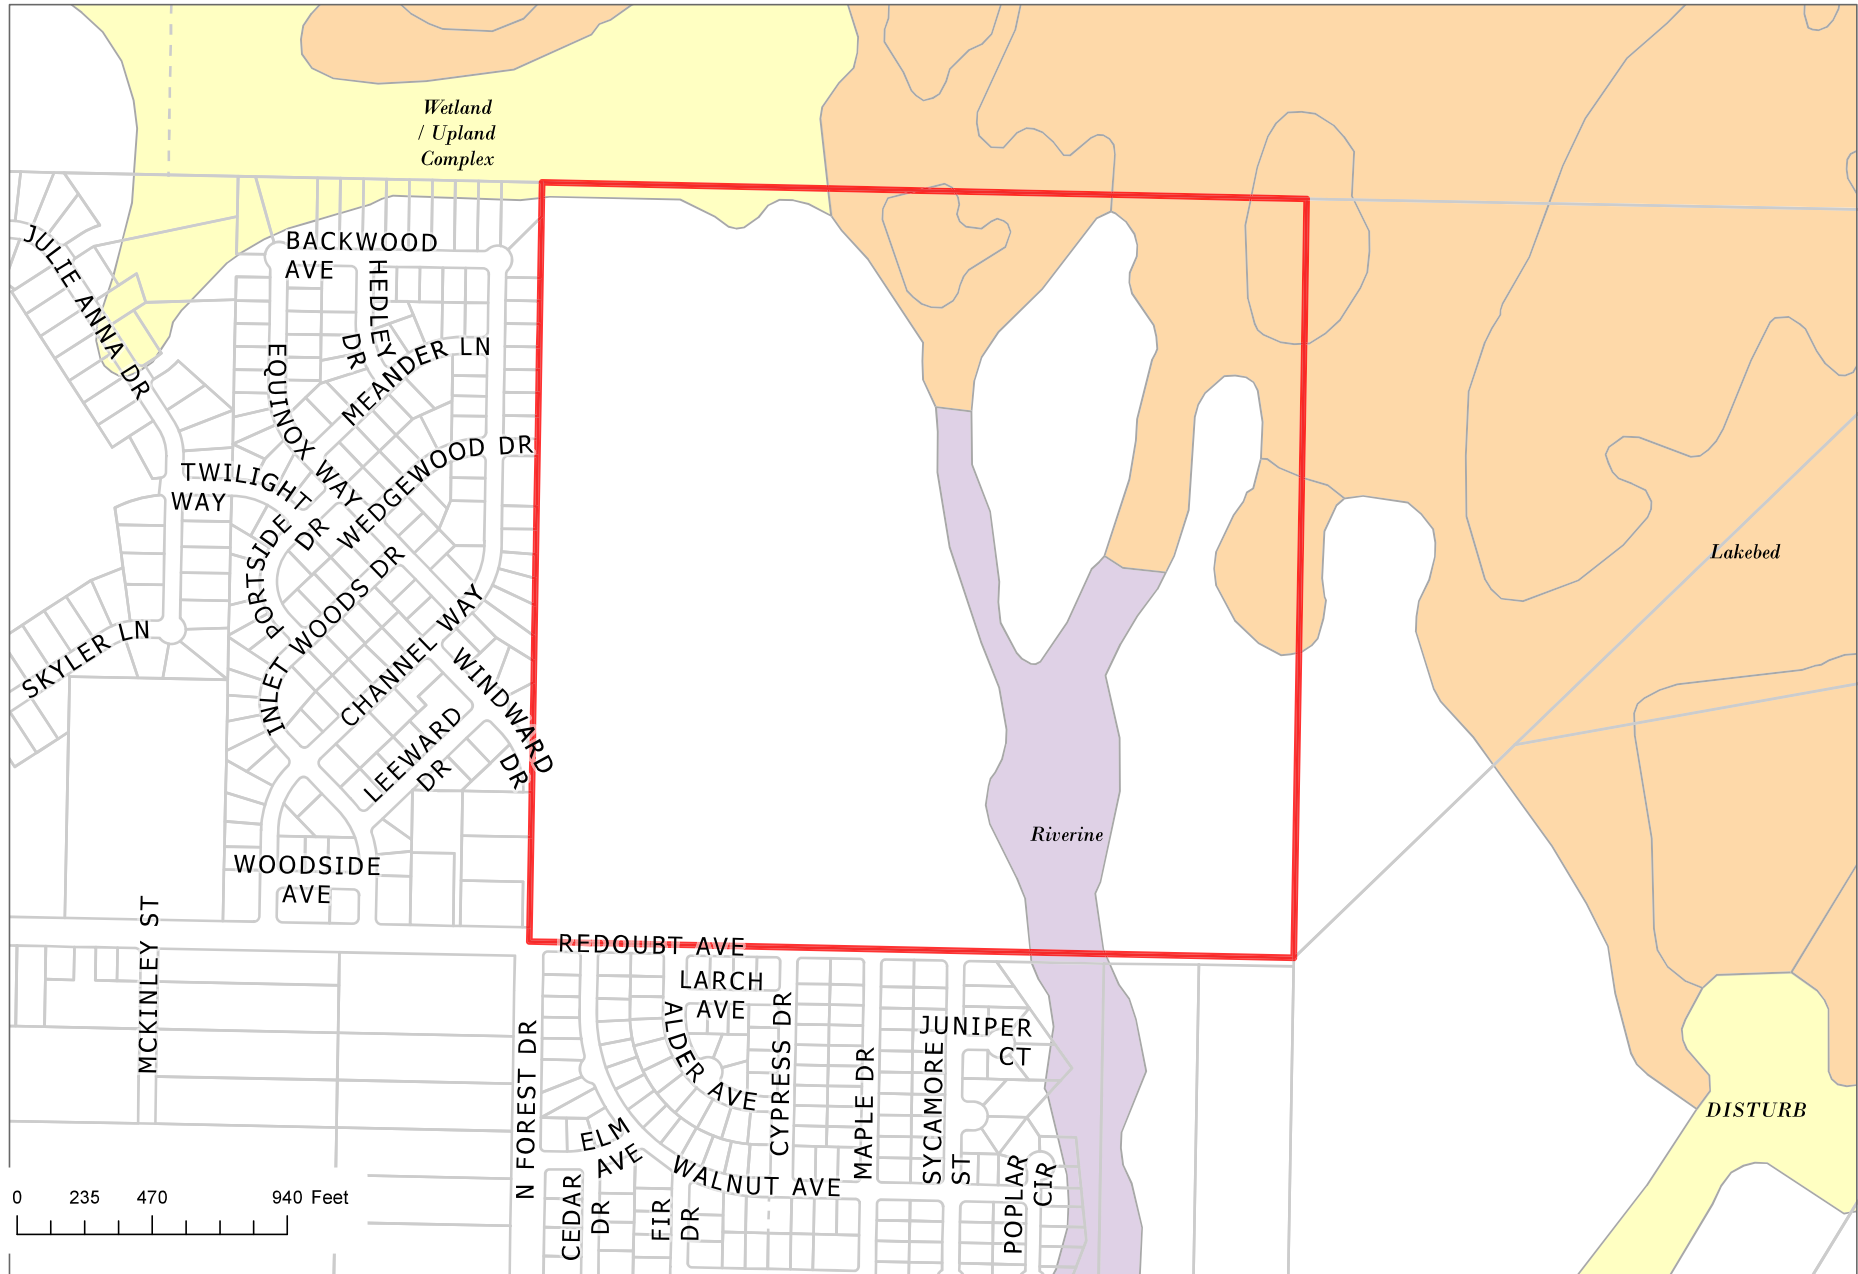 Wetland
/ Upland
Complex
JULIE ANNA DR
BACKWOOD
AVE
HEDLEY
DR
MEANDER LN
EQUINOX WAY
WEDGEWOOD DR
TWILIGHT
WAY
PORTSIDE
DR
INLET WOODS DR
SKYLER LN
CHANNEL WAY
WINDWARD
DR
LEEWARD
DR
Lakebed
Riverine
WOODSIDE
AVE
MCKINLEY ST
REDOUBT AVE
LARCH
AVE
ALDER AVE
CYPRESS DR
MAPLE DR
SYCAMORE
ST
JUNIPER
CT
N FOREST DR
ELM
AVE
WALNUT AVE
CEDAR
DR
FIR
DR
POPLAR
CIR
DISTURB
0 235 470 940 Feet